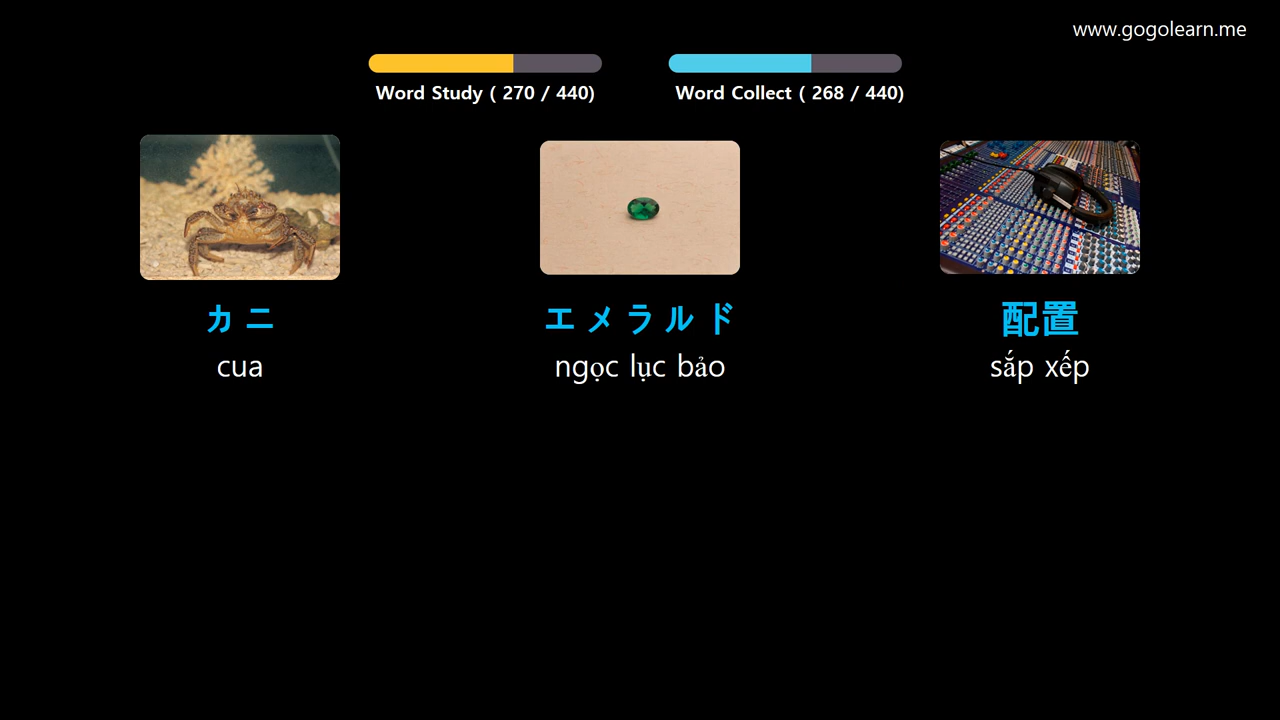 www.gogolearn.me
Word Study ( 270 / 440)
Word Collect ( 268 / 440)
カニ
エメラルド
配置
cua
ngọc lục bảo
sắp xếp